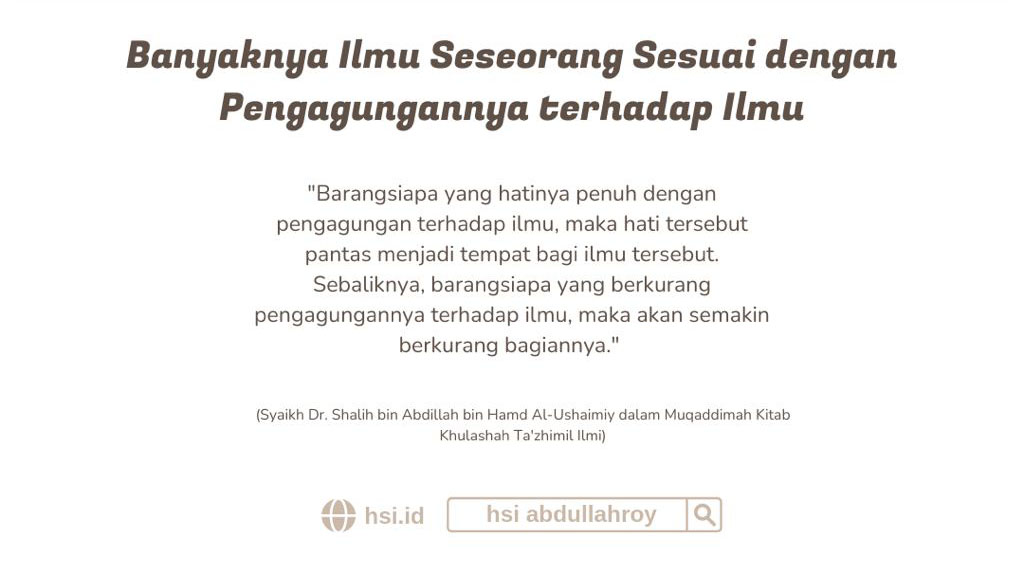 Banyaknya Ilmu Seseorang Sesuai dengan
Pengagungannya terhadap Ilmu
"Barangsiapa yang hatinya penuh dengan
pengagungan terhadap ilmu, maka hati tersebut
pantas menjadi tempat bagi ilmu tersebut.
Sebaliknya, barangsiapa yang berkurang
pengagungannya terhadap ilmu, maka akan semakin
berkurang bagiannya."
(Syaikh Dr. Shalih bin Abdillah bin Hamd Al-Ushaimiy dalam Muqaddimah Kitab
Khulashah Ta'zhimil Ilmi)
hsi.id
hsi abdullahroy